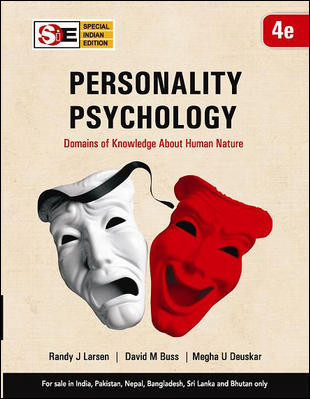 SiE
SPECIAL
INDIAN
EDITION
4e
PERSONALITY
PSYCHOLOGY
Domains of Knowledge About Human Nature
Randy J Larsen | David M Buss | Megha U Deuskar
For sale in India, Pakistan, Nepal, Bangladesh, Sri Lanka and Bhutan only